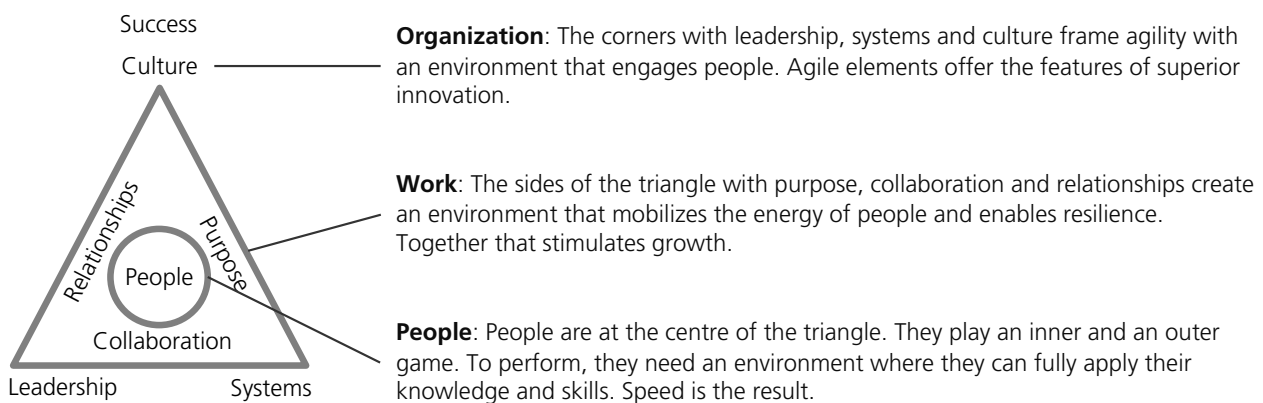 Success
Culture
Relationships
Purpose
People
Collaboration
Leadership
Systems
Organization: The corners with leadership, systems and culture frame agility with
an environment that engages people. Agile elements offer the features of superior
innovation.
Work: The sides of the triangle with purpose, collaboration and relationships create
an environment that mobilizes the energy of people and enables resilience.
Together that stimulates growth.
People: People are at the centre of the triangle. They play an inner and an outer
game. To perform, they need an environment where they can fully apply their
knowledge and skills. Speed is the result.